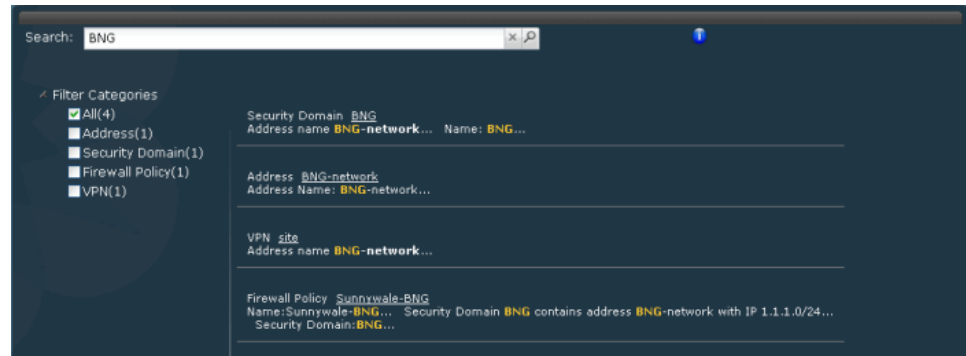 Search: BNG
Filter Categories
All(4)
Address(1)
Security Domain(1)
Firewall Policy(1)
VPN(1)
Security Domain BNG
Address name BNG-network... Name: BNG...
Address BNG-network
Address Name: BNG-network...
VPN site
Address name BNG-network...
Firewall Policy Sunnywale-BNG
Name:Sunnywale-BNG... Security Domain BNG contains address BNG-network with IP 1.1.1.0/24...
Security Domain:BNG...